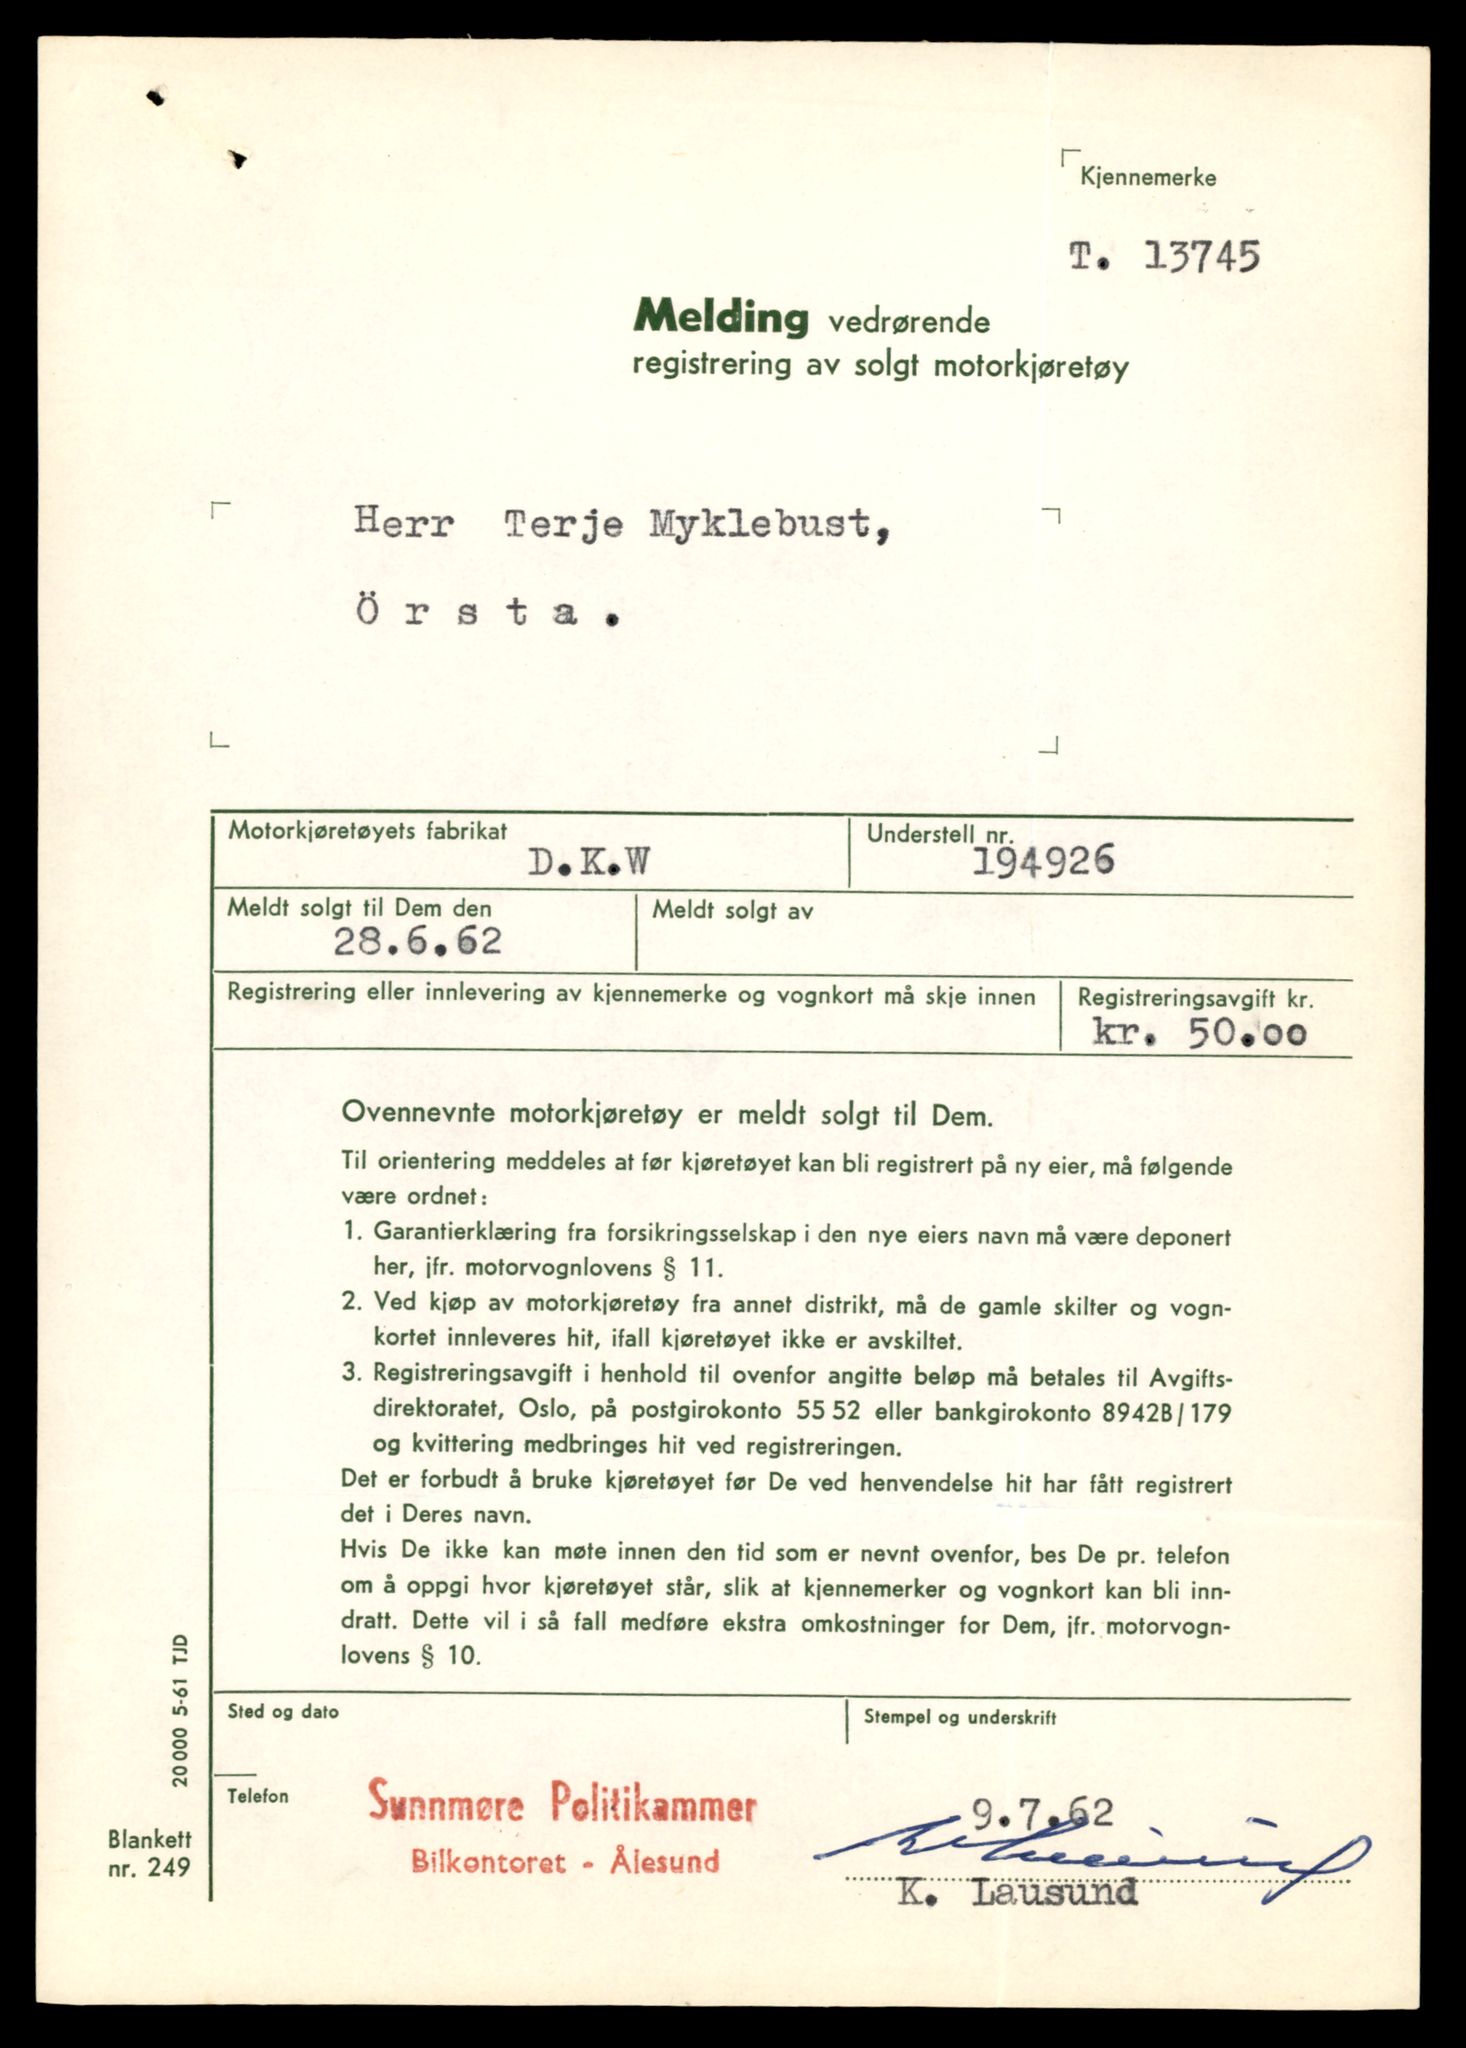 Kjennemerke
T. 13745
Melding vedrørende
registrering av solgt motorkjøretøy
Herr Terje Myklebust,
Ö r s t a .
Motorkjøretøyets fabrikat
D.K.W
Understell nr.
194926
Meldt solgt til Dem den
28.6.62
Meldt solgt av
Registrering eller innlevering av kjennemerke og vognkort må skje innen
Registreringsavgift kr.
kr. 50.oo
Ovennevnte motorkjøretøy er meldt solgt til Dem.
Til orientering meddeles at før kjøretøyet kan bli registrert på ny eier, må følgende
være ordnet:
1. Garantierklæring fra forsikringsselskap i den nye eiers navn må være deponert
her, jfr. motorvognlovens § 11.
2. Ved kjøp av motorkjøretøy fra annet distrikt, må de gamle skilter og vogn-
kortet innleveres hit, ifall kjøretøyet ikke er avskiltet.
3. Registreringsavgift i henhold til ovenfor angitte beløp må betales til Avgifts-
direktoratet, Oslo, på postgirokonto 55 52 eller bankgirokonto 8942B/179
og kvittering medbringes hit ved registreringen.
Det er forbudt å bruke kjøretøyet før De ved henvendelse hit har fått registrert
det i Deres navn.
Hvis De ikke kan møte innen den tid som er nevnt ovenfor, bes De pr. telefon
om å oppgi hvor kjøretøyet står, slik at kjennemerker og vognkort kan bli inn-
dratt. Dette vil i så fall medføre ekstra omkostninger for Dem, jfr. motorvogn-
lovens § 10.
Sted og dato
Stempel og underskrift
Telefon
Sunnmøre Politikammer
Bilkontoret - Ålesund
9.7.62
K. Lausund
20 000 5-61 TJD
Blankett
nr. 249